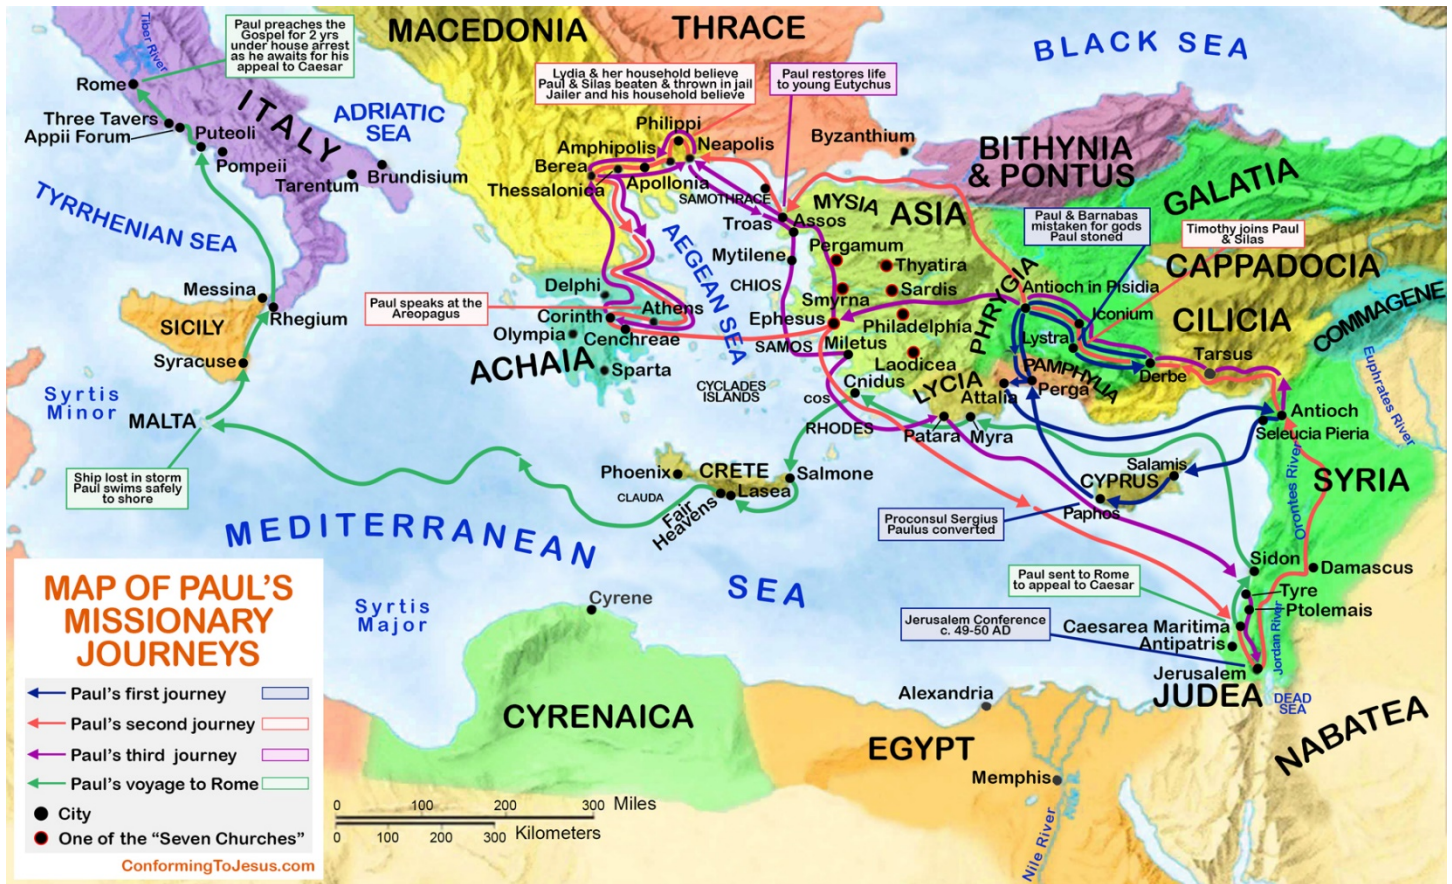 MACEDONIA
THRACE
BLACK SEA
Tiber River
Paul preaches the
Gospel for 2 yrs
under house arrest
as he awaits for his
appeal to Caesar
Lydia & her household believe
Paul & Silas beaten & thrown in jail
Jailer and his household believe
Paul restores life
to young Eutychus
Rome
ITALY
ADRIATIC
SEA
Three Tavers
Appii Forum
Puteoli
Pompeii
Tarentum
Brundisium
TYRRHENIAN SEA
Philippi
Neapolis
Amphipolis
Berea
Thessalonica
Apollonia
SAMOTHRACE
Byzanthium
BITHYNIA
& PONTUS
GALATIA
MYSIA
ASIA
Troas
Assos
Paul & Barnabas
mistaken for gods
Paul stoned
Timothy joins Paul
& Silas
AEGEAN SEA
Mytilene
Pergamum
Thyatira
CAPPADOCIA
CHIOS
Smyrna
Sardis
PHRYGIA
Antioch in Pisidia
COMMAGENE
Messina
Rhegium
SICILY
Syracuse
Delphi
Paul speaks at the
Areopagus
Corinth
Athens
Olympia
Cenchreae
ACHAIA
Sparta
Ephesus
Philadelphia
SAMOS
Miletus
Laodicea
Iconium
Lystra
CILICIA
Tarsus
Derbe
PAMPHYLIA
Euphrates River
Syrtis
Minor
MALTA
CYCLADES
ISLANDS
Cnidus
COS
LYCIA
Attalia
Perga
RHODES
Patara
Myra
Antioch
Seleucia Pieria
Ship lost in storm
Paul swims safely
to shore
Phoenix
CRETE
Salmone
CLAUDA
Lasea
Fair
Heavens
Salamis
CYPRUS
Paphos
SYRIA
Orontes River
Proconsul Sergius
Paulus converted
MEDITERRANEAN
SEA
Sidon
Damascus
Paul sent to Rome
to appeal to Caesar
Tyre
Ptolemais
Jerusalem Conference
c. 49-50 AD
Caesarea Maritima
Antipatris
Jordan River
Jerusalem
JUDEA
DEAD
SEA
NABATEA
Syrtis
Major
Cyrene
CYRENAICA
Alexandria
EGYPT
Memphis
Nile R.
Nile River
MAP OF PAUL'S
MISSIONARY
JOURNEYS
Paul's first journey
Paul's second journey
Paul's third journey
Paul's voyage to Rome
City
One of the “Seven Churches”
ConformingToJesus.com
0 100 200 300 Miles
0 100 200 300 Kilometers